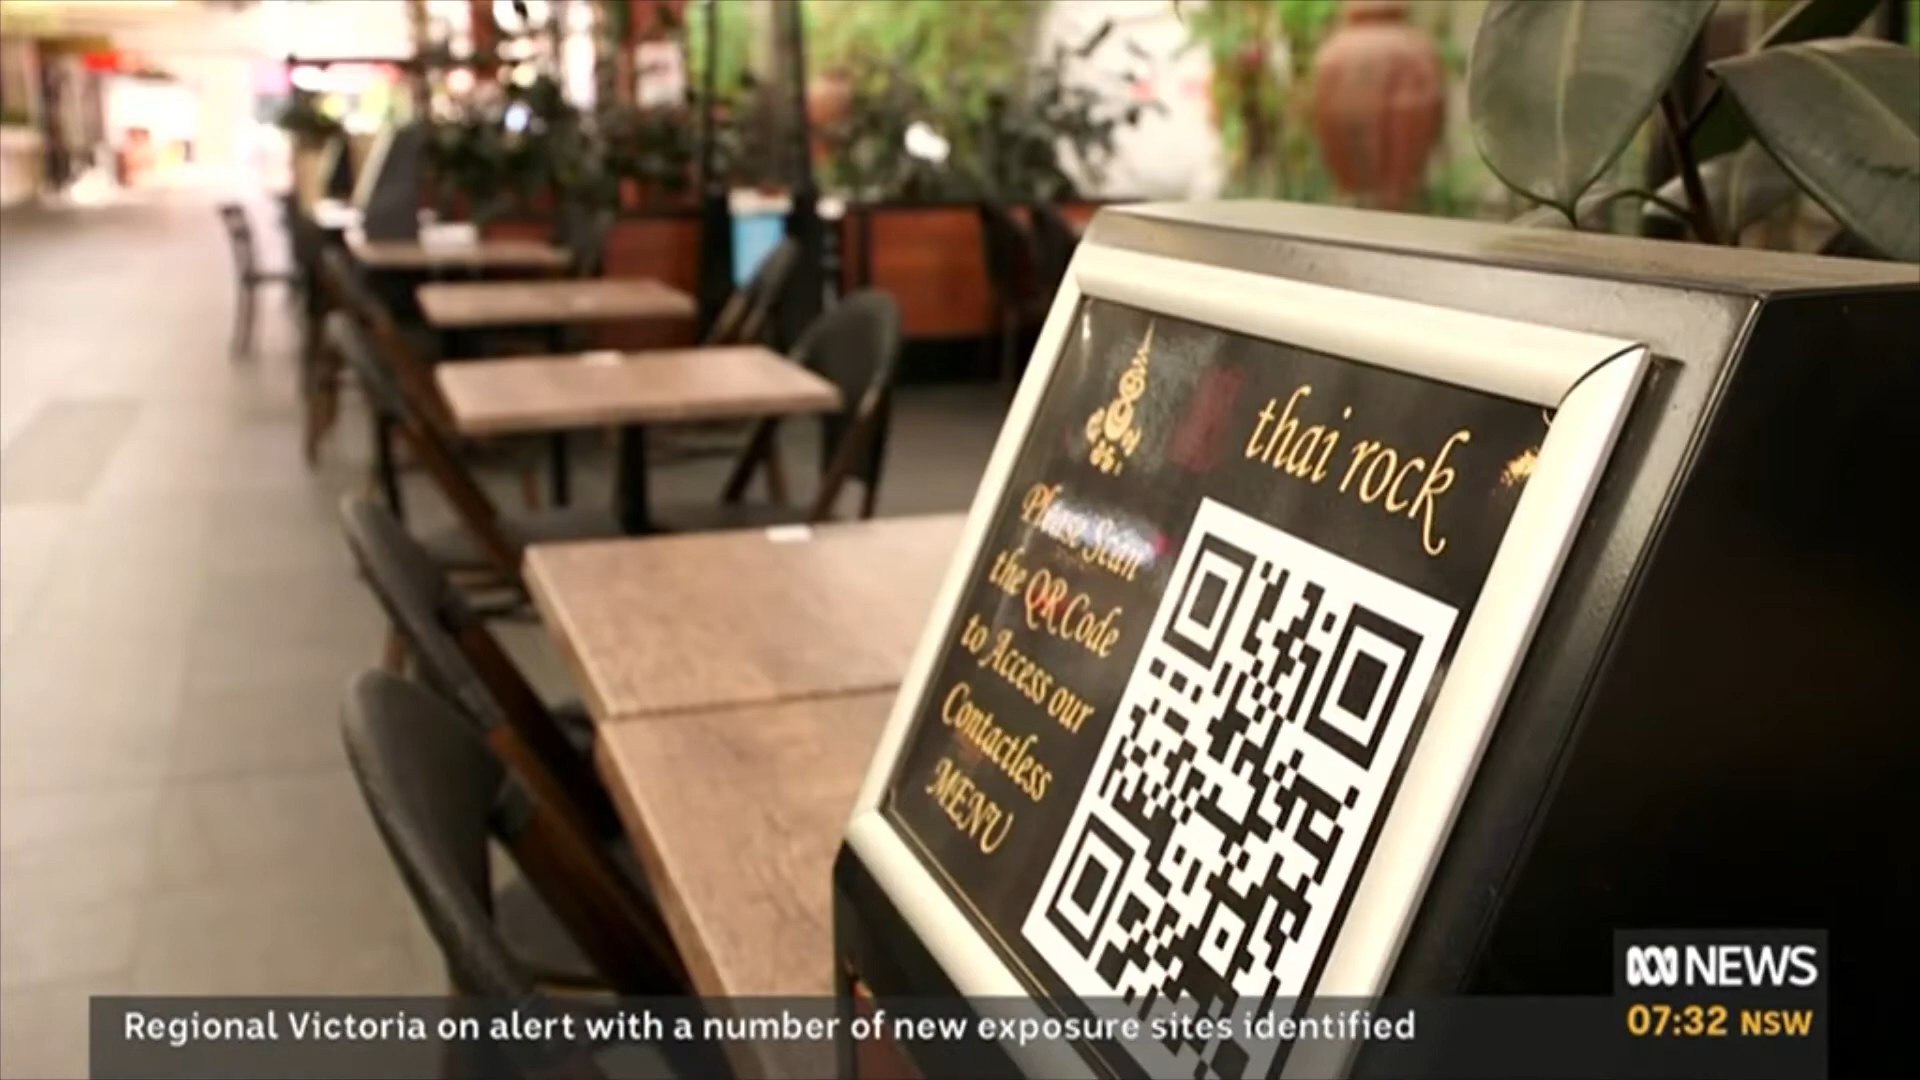 thai rock
Please Scan
the QR Code
to Access our
Contactless
MENU
NEWS
07:32 NSW
Regional Victoria on alert with a number of new exposure sites identified